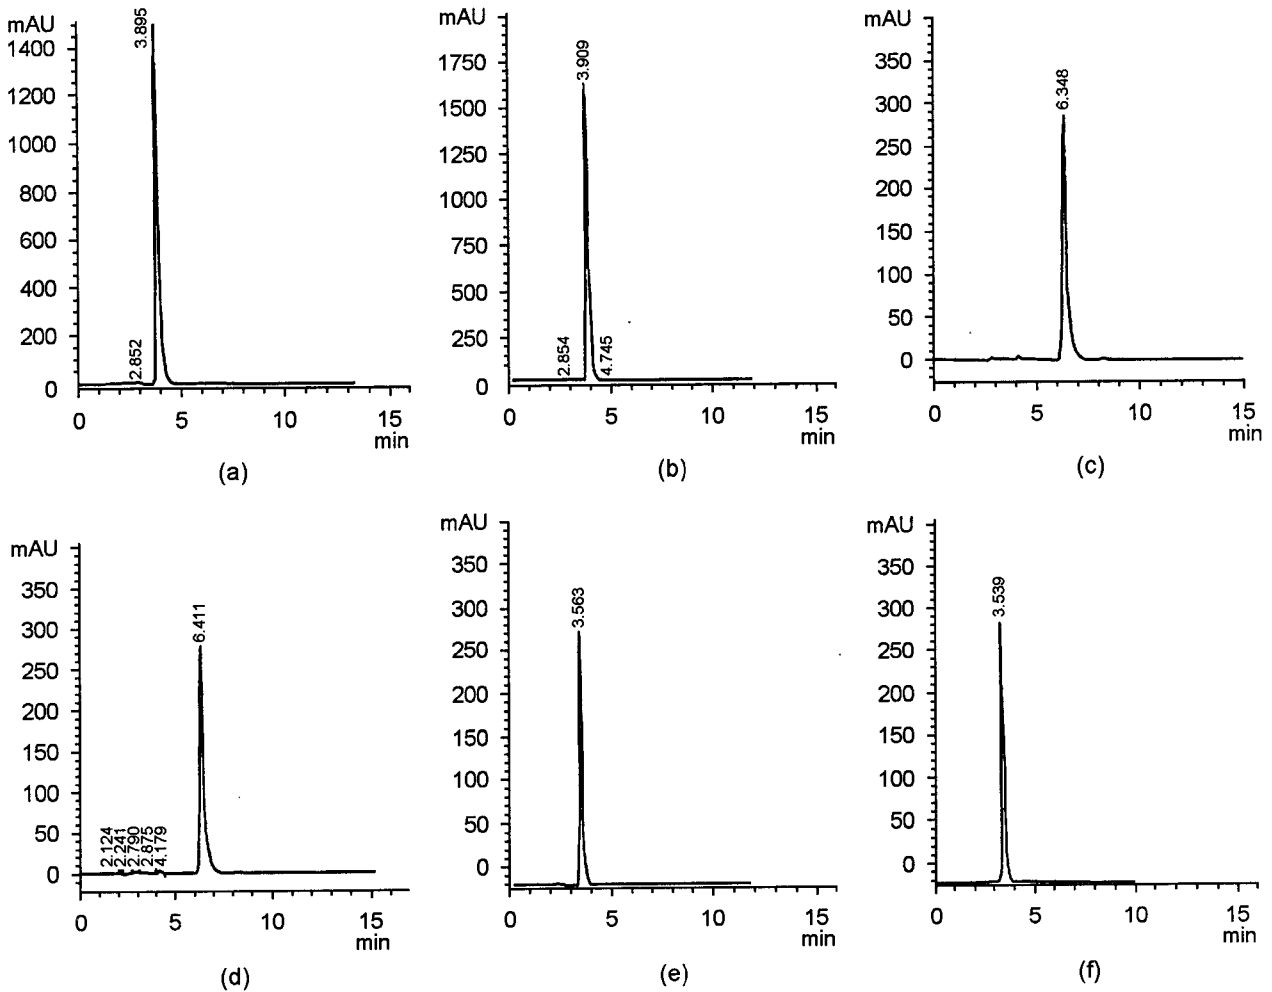 mAU
1400
1200
1000
800
600
400
200
0
3.895
2.852
0 5 10 15
min
(a)
mAU
1750
1500
1250
1000
750
500
250
0
3.909
2.854
4.745
0 5 10 15
min
(b)
mAU
350
300
250
200
150
100
50
0
6.348
0 5 10 15
min
(c)
mAU
350
300
250
200
150
100
50
0
6.411
2.124
2.241
2.790
2.875
4.179
0 5 10 15
min
(d)
mAU
350
300
250
200
150
100
50
0
3.563
0 5 10 15
min
(e)
mAU
350
300
250
200
150
100
50
0
3.539
0 5 10 15
min
(f)